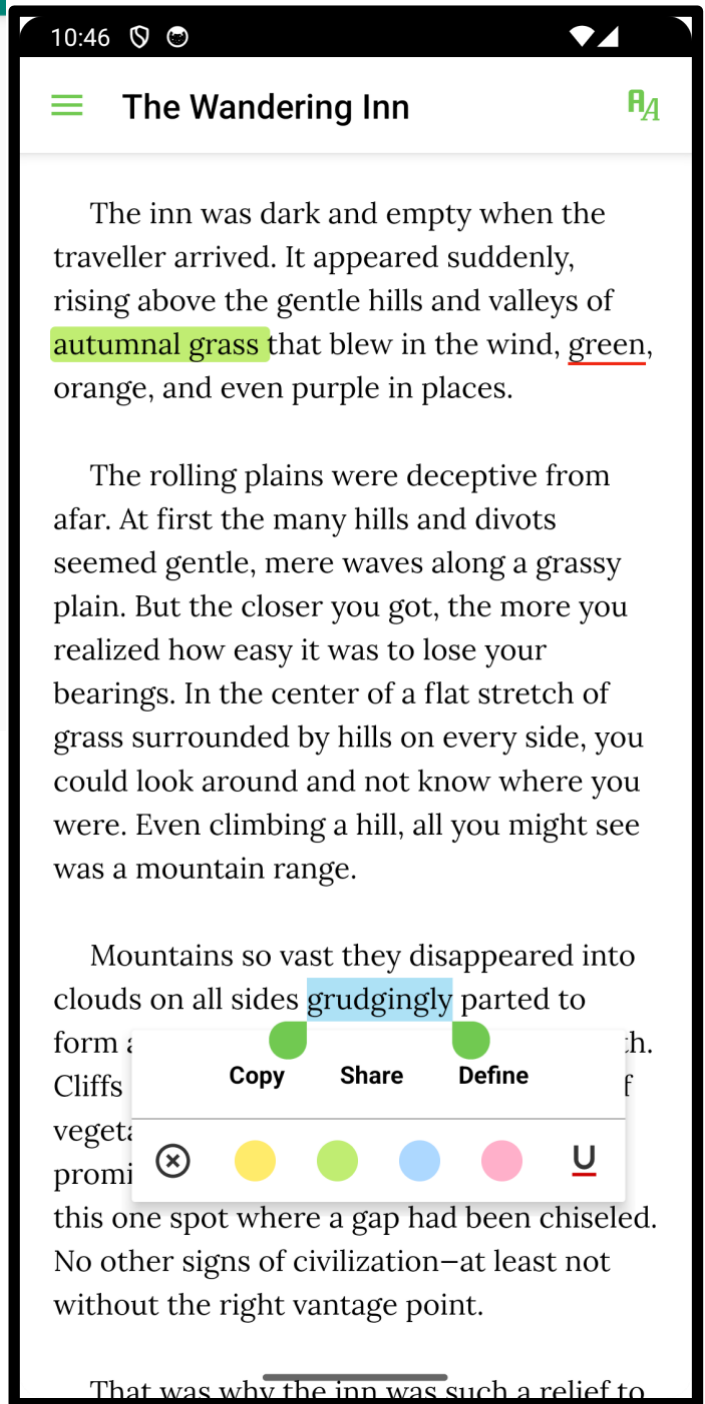 10:46
The Wandering Inn
AA
The inn was dark and empty when the
traveller arrived. It appeared suddenly,
rising above the gentle hills and valleys of
autumnal grass that blew in the wind, green,
orange, and even purple in places.
The rolling plains were deceptive from
afar. At first the many hills and divots
seemed gentle, mere waves along a grassy
plain. But the closer you got, the more you
realized how easy it was to lose your
bearings. In the center of a flat stretch of
grass surrounded by hills on every side, you
could look around and not know where you
were. Even climbing a hill, all you might see
was a mountain range.
Mountains so vast they disappeared into
clouds on all sides grudgingly parted to
form
Copy Share Define
Cliffs
U
this one spot where a gap had been chiseled.
No other signs of civilization—at least not
without the right vantage point.
That was why the inn was such a relief to